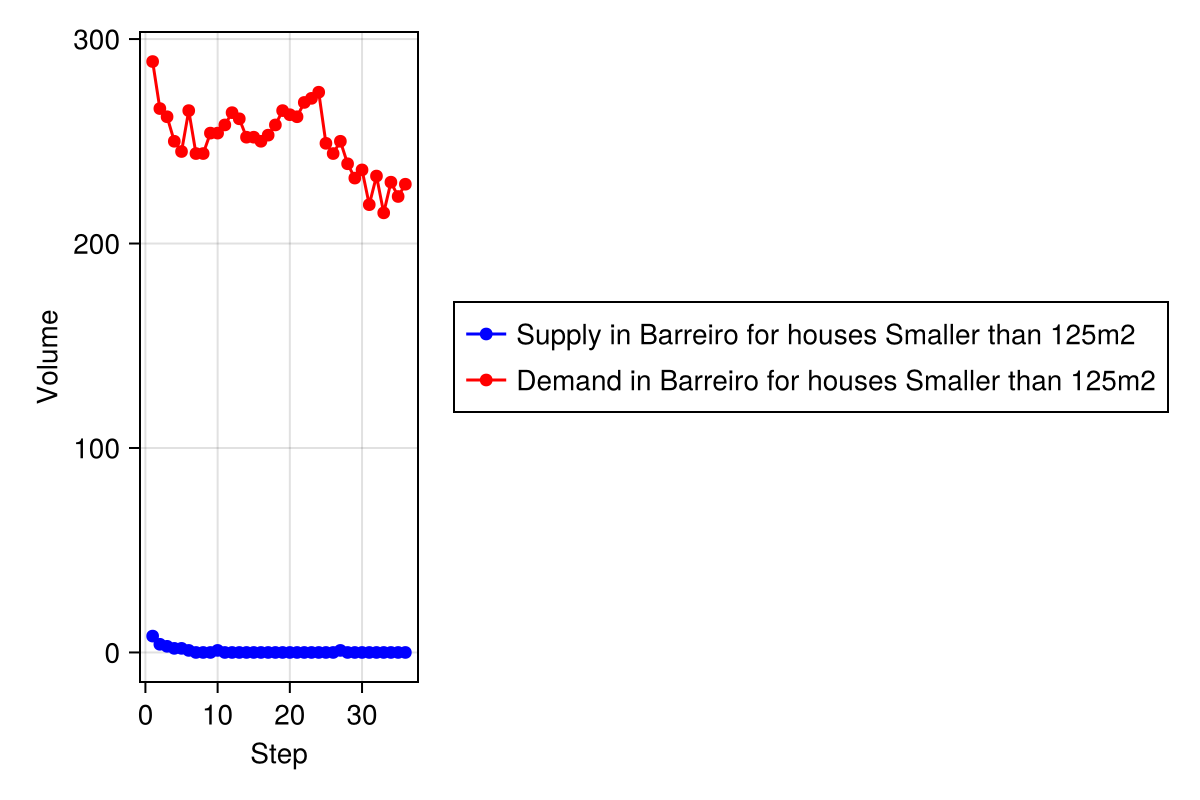 300
200
100
0
Volume
0 10 20 30
Step
Supply in Barreiro for houses Smaller than 125m2
Demand in Barreiro for houses Smaller than 125m2